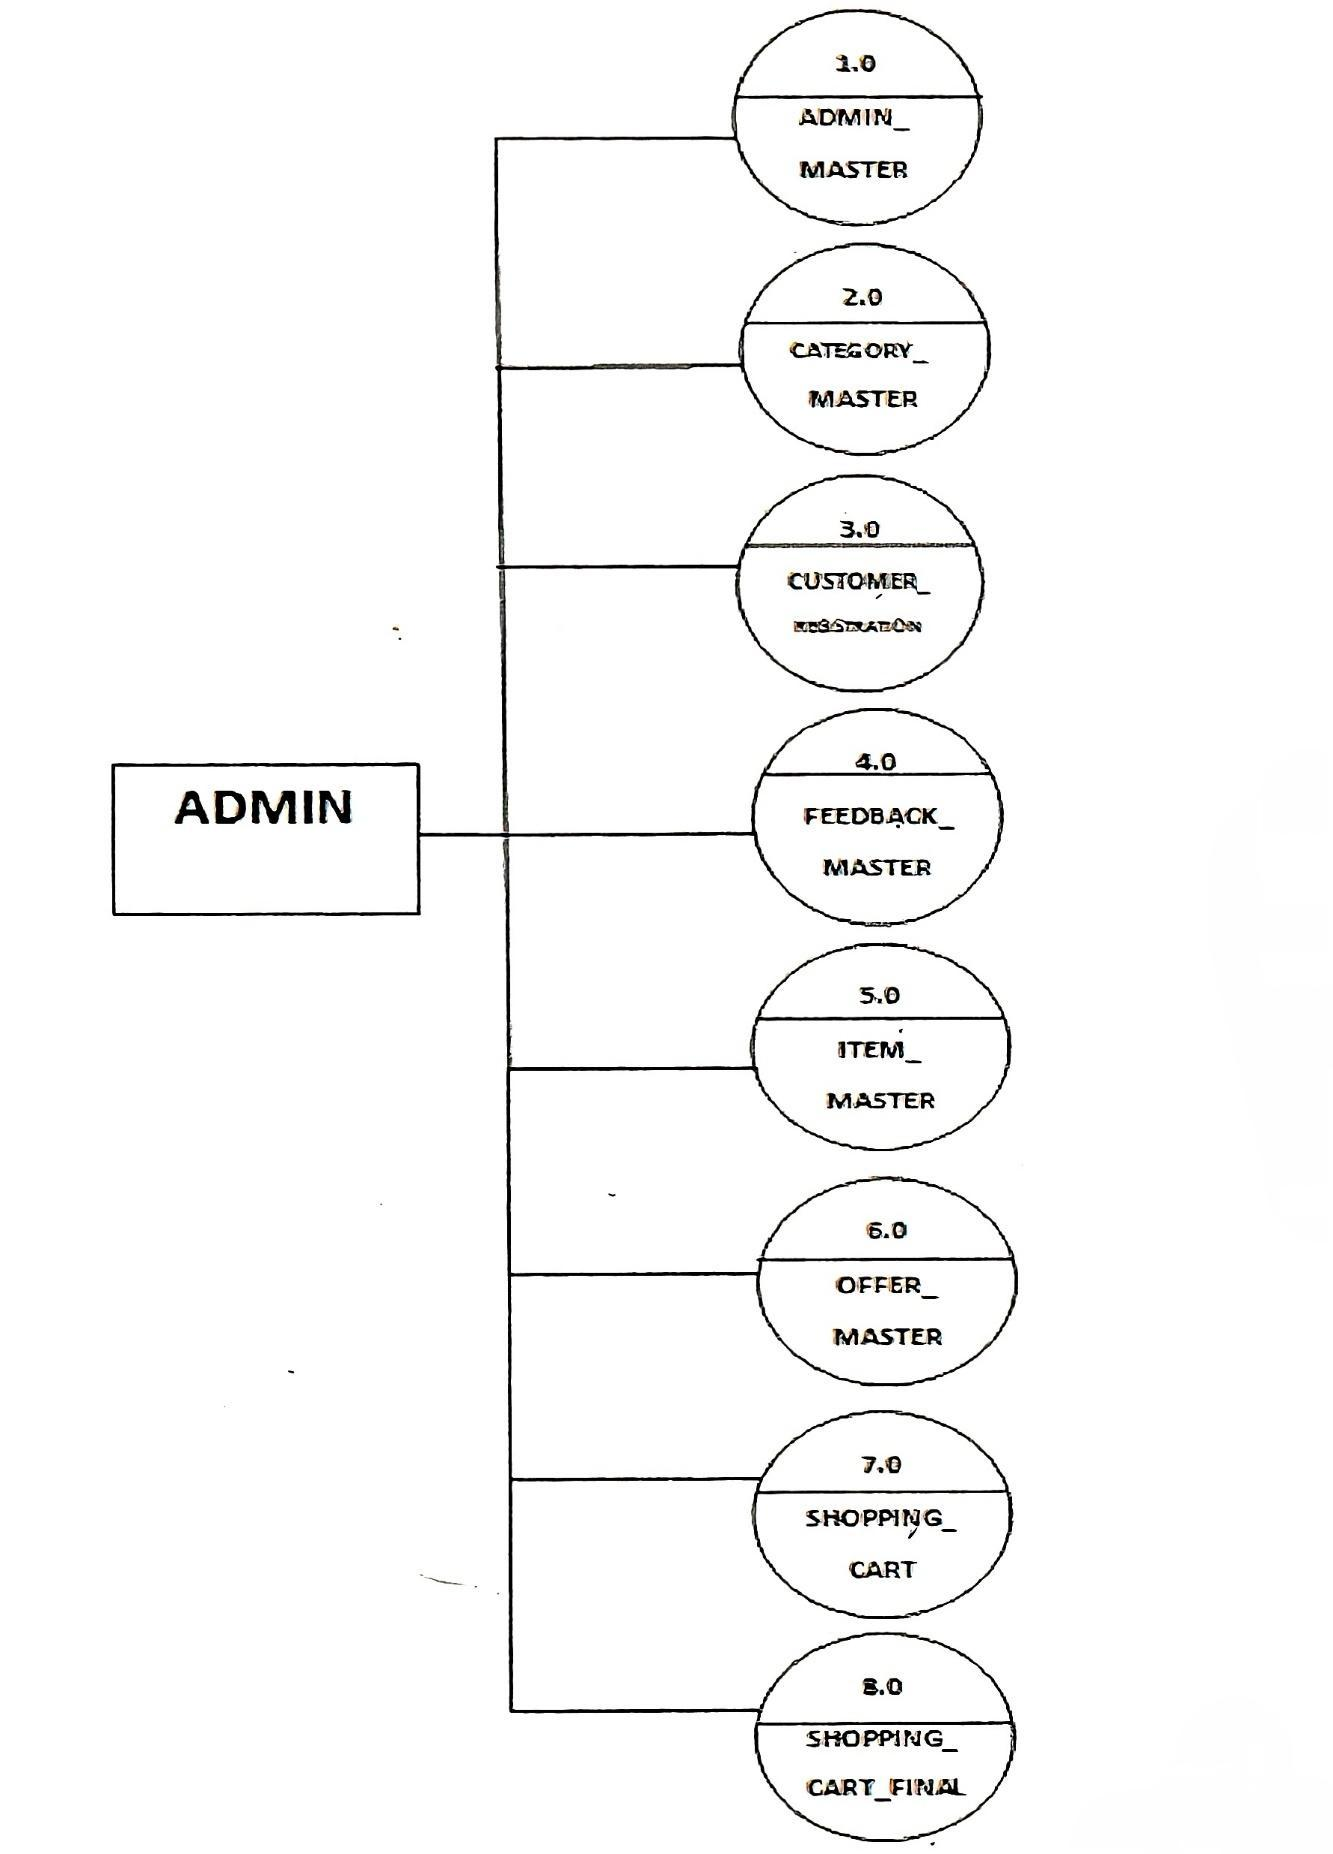 1.0
ADMIN_
MASTER
2.0
CATEGORY_
MASTER
3.0
CUSTOMER_
REGISTRATION
ADMIN
4.0
FEEDBACK_
MASTER
5.0
ITEM_
MASTER
6.0
OFFER_
MASTER
7.0
SHOPPING_
CART
8.0
SHOPPING_
CART_FINAL